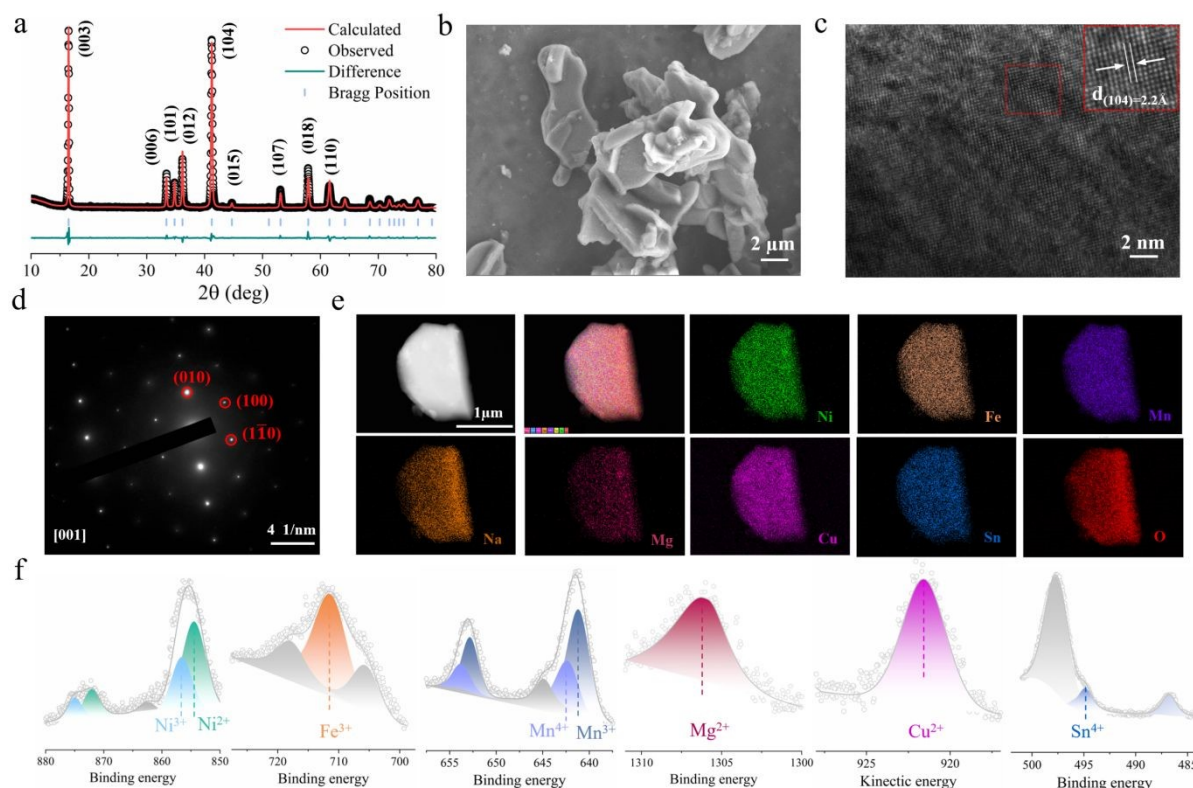 a
(003)
(006)
(101)
(012)
(104)
(015)
(107)
(018)
(110)
Calculated
Observed
Difference
Bragg Position
10 20 30 40 50 60 70 80
2θ (deg)
b
2 μm
c
d(104)=2.2Å
2 nm
d
(010)
(100)
(11̅0)
[001]
4 1/nm
e
1μm
Ni
Fe
Mn
Na
Mg
Cu
Sn
O
f
Ni³⁺ Ni²⁺
880 870 860 850
Binding energy
Fe³⁺
720 710 700
Binding energy
Mn⁴⁺ Mn³⁺
655 650 645 640
Binding energy
Mg²⁺
1310 1305 1300
Binding energy
Cu²⁺
925 920
Kinectic energy
Sn⁴⁺
500 495 490 485
Binding energy